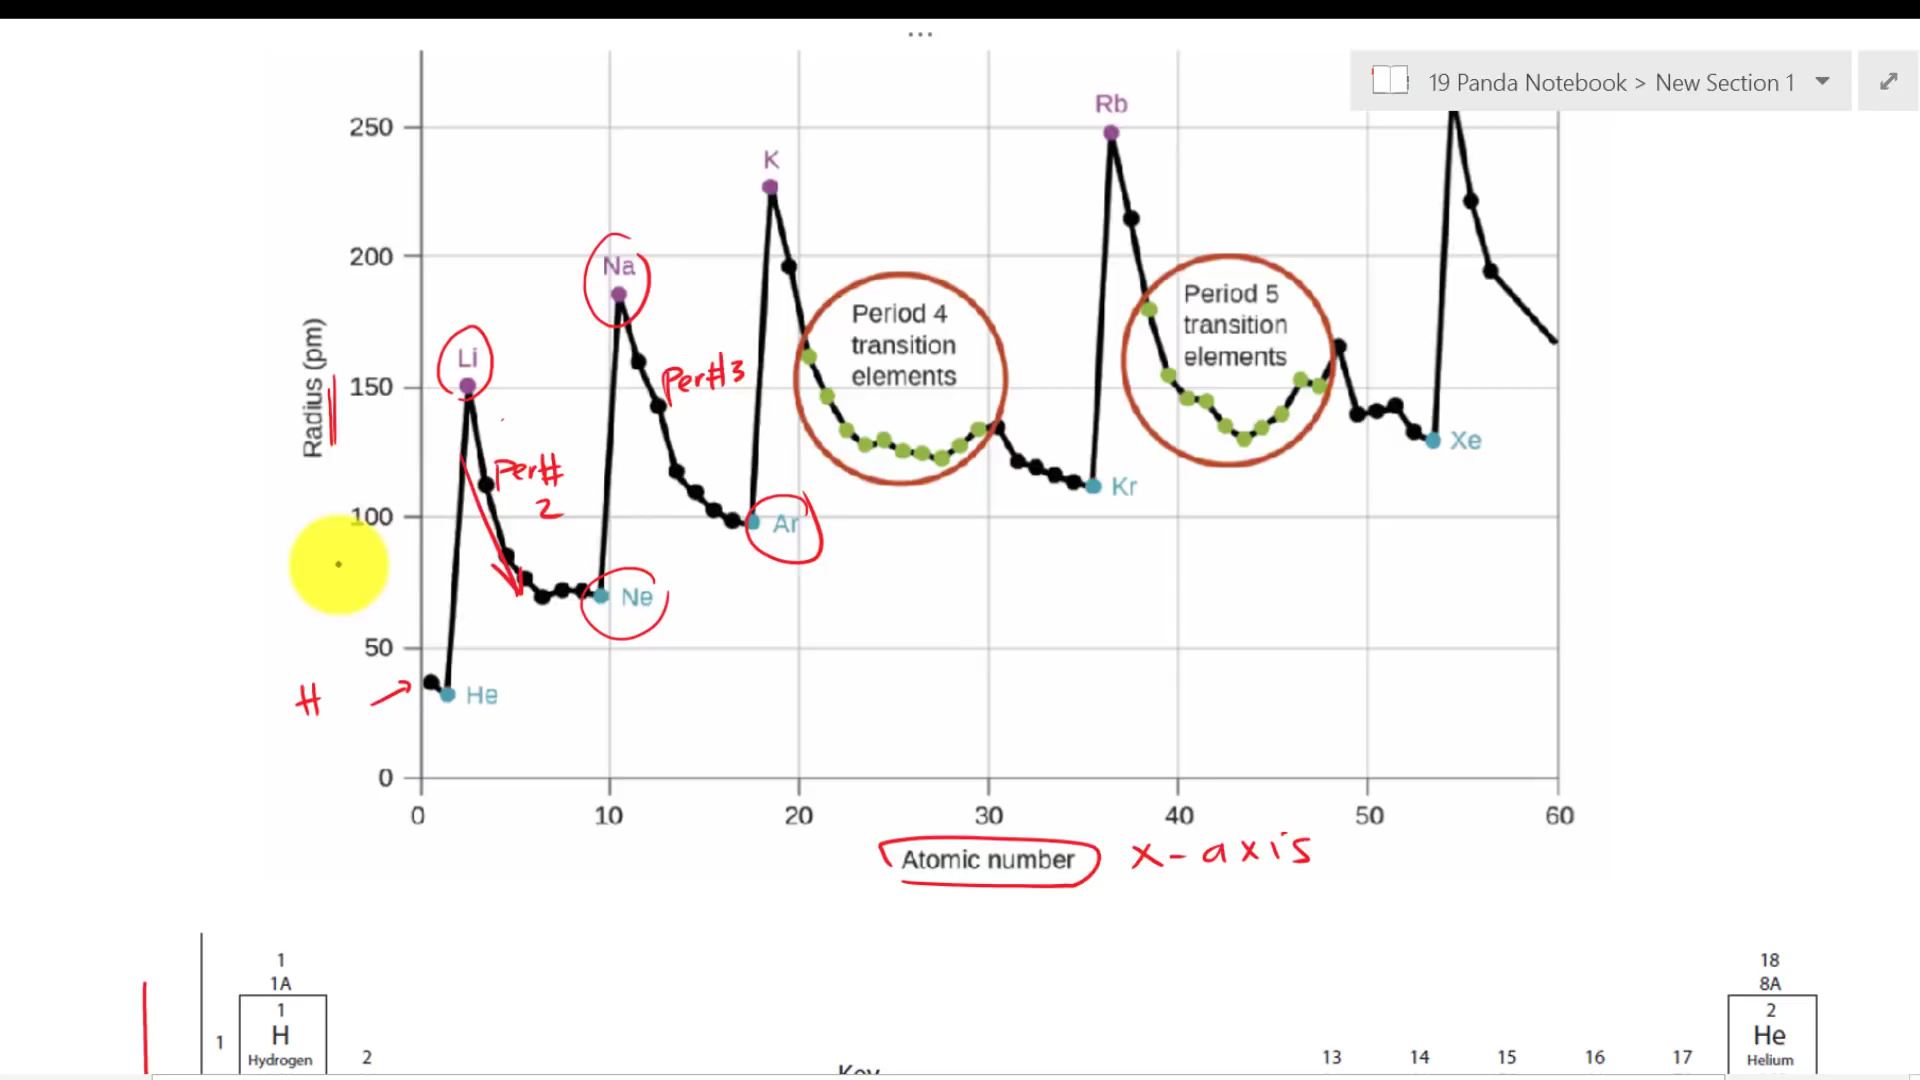 ...
19 Panda Notebook > New Section 1
Rb
250
K
200
Na
Period 4
transition
elements
Period 5
transition
elements
Li
Per#3
150
Radius (pm)
Per#
2
100
Ar
Kr
Xe
Ne
50
H
He
0
0 10 20 30 40 50 60
Atomic number
x-axis
1
18
1A
8A
1
H
Hydrogen
2
He
Helium
1
2
13 14 15 16 17
Key